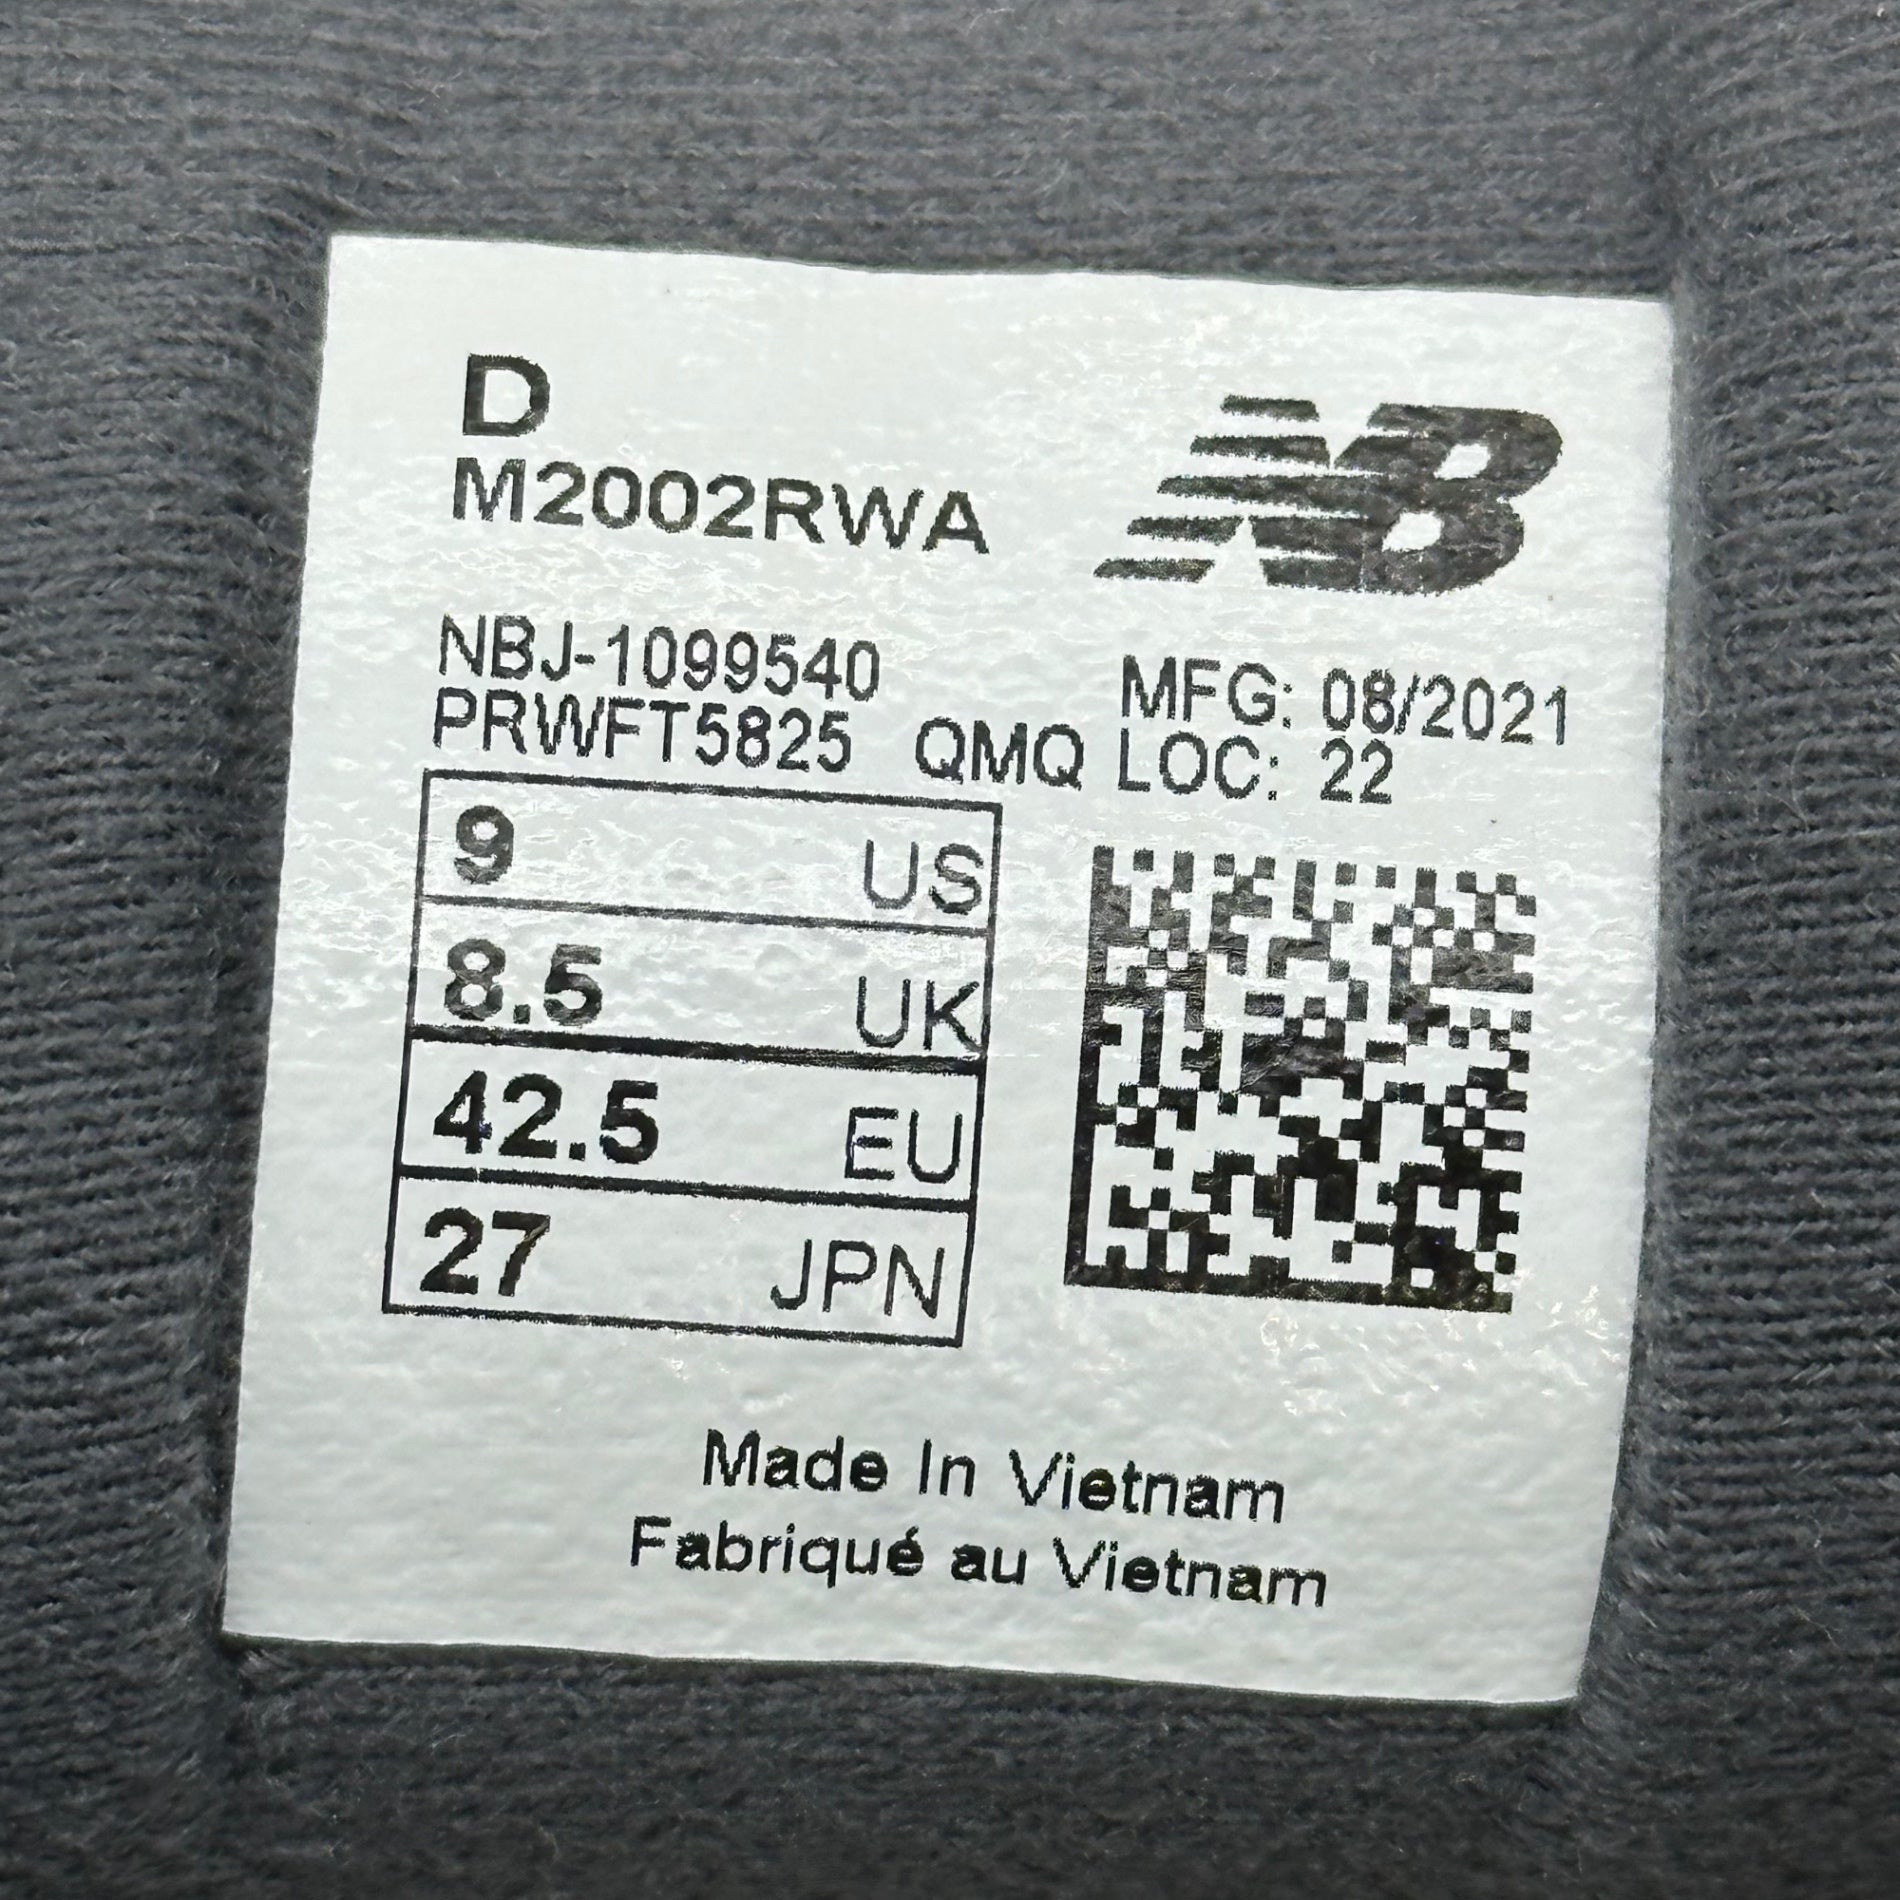 D
M2002RWA
NB
NBJ-1099540
MFG: 08/2021
PRWFT5825 QMQ LOC: 22
9 US
8.5 UK
42.5 EU
27 JPN
Made In Vietnam
Fabriqué au Vietnam